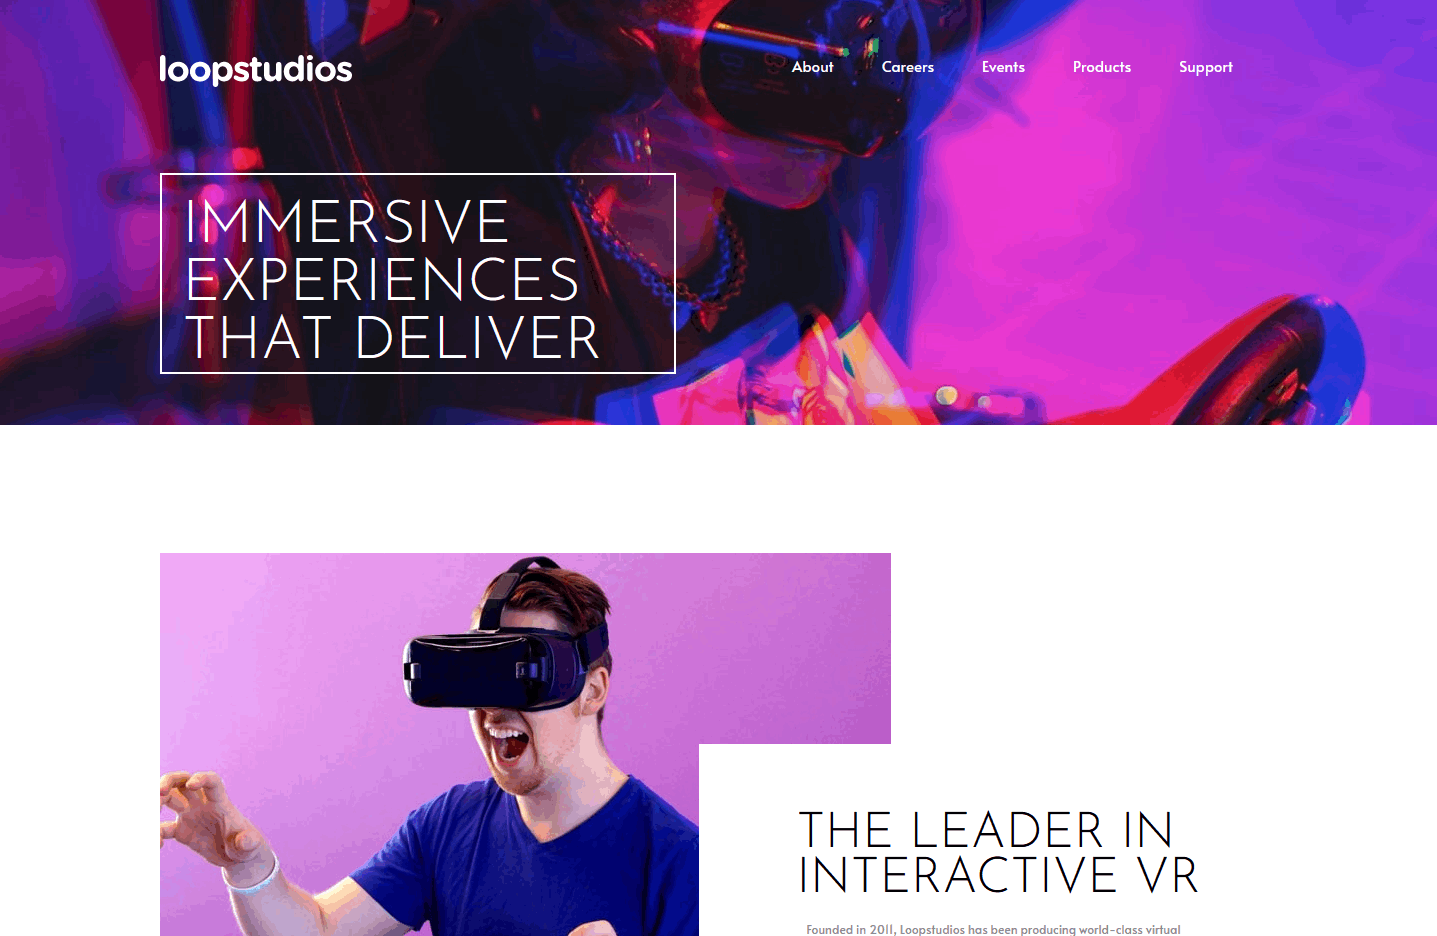 loopstudios
About Careers Events Products Support
IMMERSIVE
EXPERIENCES
THAT DELIVER
THE LEADER IN
INTERACTIVE VR
Founded in 2011, Loopstudios has been producing world-class virtual